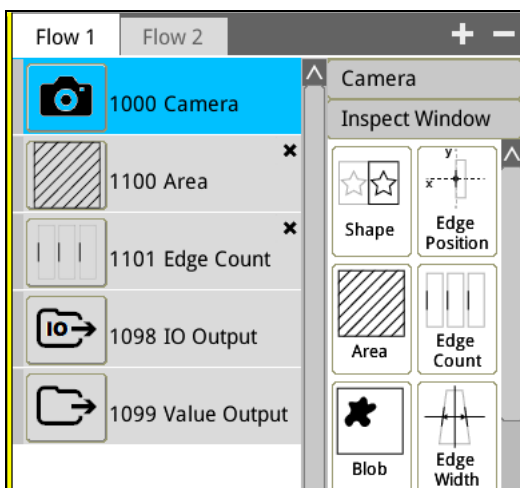 Flow 1
Flow 2
+ −
1000 Camera
1100 Area
1101 Edge Count
IO
1098 IO Output
1099 Value Output
Camera
Inspect Window
Shape
y
x
Edge
Position
Area
Edge
Count
Blob
Edge
Width